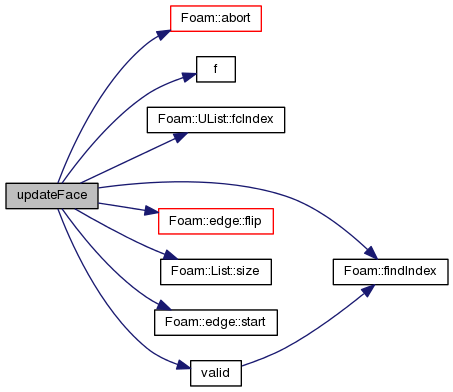 Foam::abort
f
Foam::UList::fcIndex
updateFace
Foam::edge::flip
Foam::List::size
Foam::findIndex
Foam::edge::start
valid